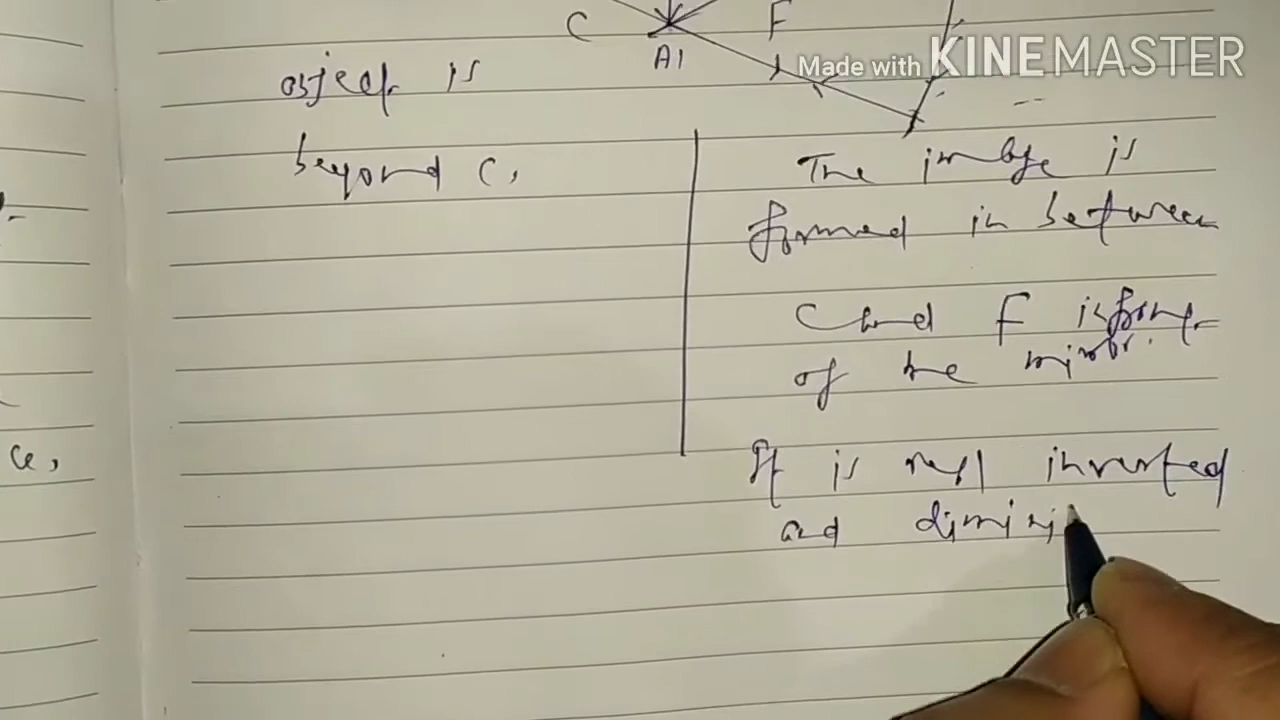 C
F
A1
Made with KINEMASTER
object is
beyond C,
The image is
formed in between
C and F in front
of the mirror.
It is real inverted
and dimini
ce,